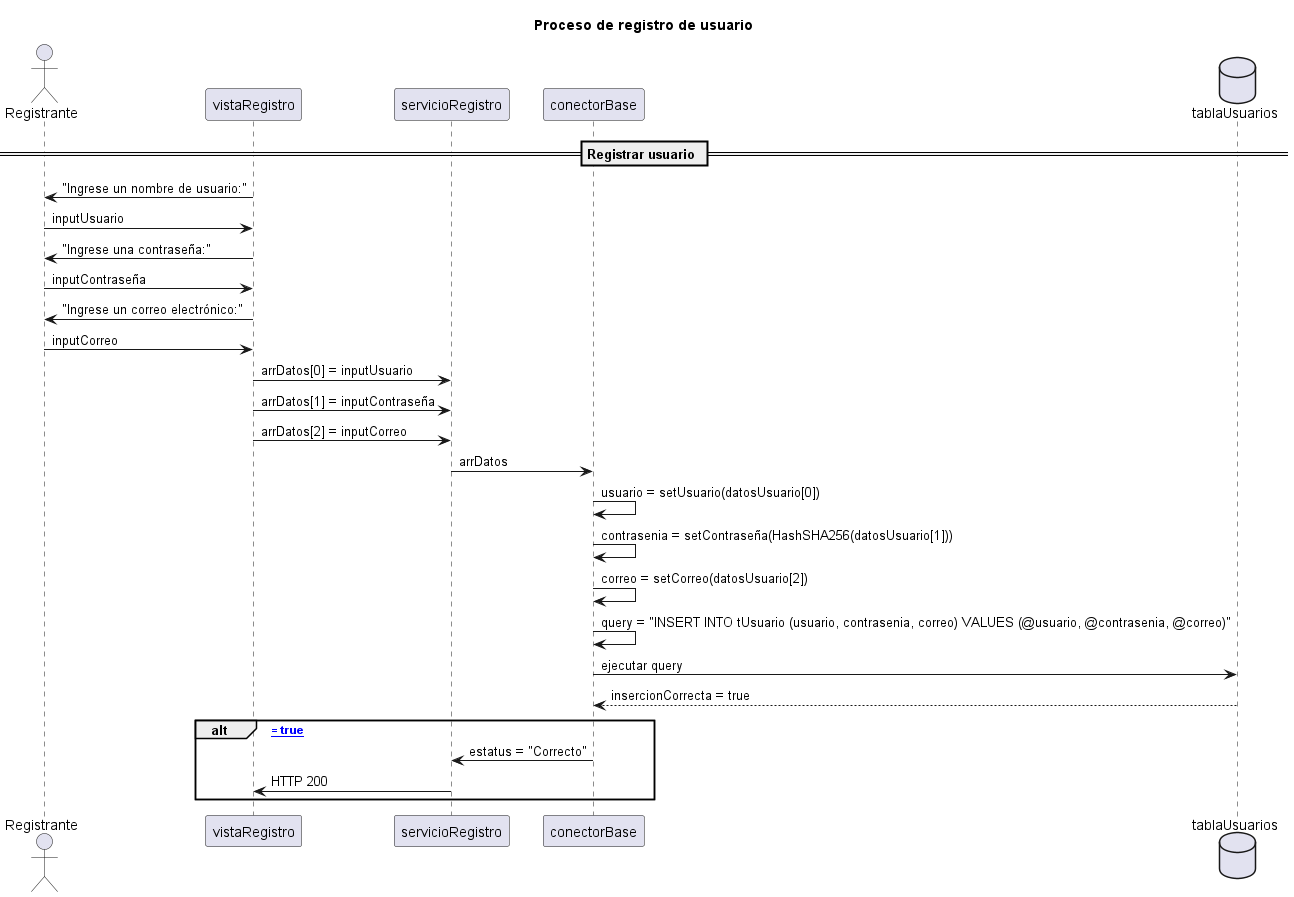 Proceso de registro de usuario
Registrante
vistaRegistro
servicioRegistro
conectorBase
tablaUsuarios
Registrar usuario
"Ingrese un nombre de usuario:"
inputUsuario
"Ingrese una contraseña:"
inputContraseña
"Ingrese un correo electrónico:"
inputCorreo
arrDatos[0] = inputUsuario
arrDatos[1] = inputContraseña
arrDatos[2] = inputCorreo
arrDatos
usuario = setUsuario(datosUsuario[0])
contrasenia = setContraseña(HashSHA256(datosUsuario[1]))
correo = setCorreo(datosUsuario[2])
query = "INSERT INTO tUsuario (usuario, contrasenia, correo) VALUES (@usuario, @contrasenia, @correo)"
ejecutar query
insercionCorrecta = true
alt
= true
estatus = "Correcto"
HTTP 200
Registrante
vistaRegistro
servicioRegistro
conectorBase
tablaUsuarios